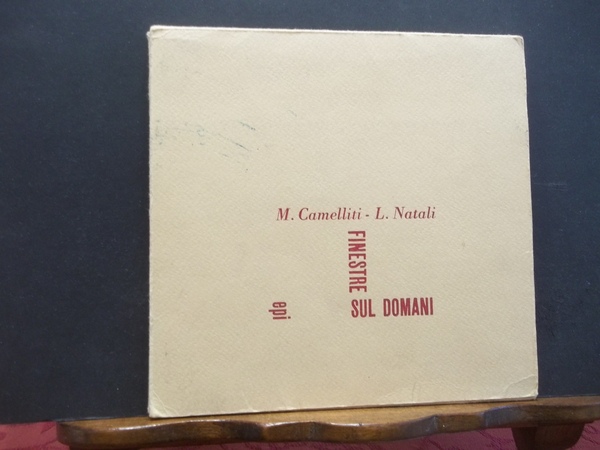 M. Camelliti - L. Natali
FINESTRE
SUL DOMANI
epi